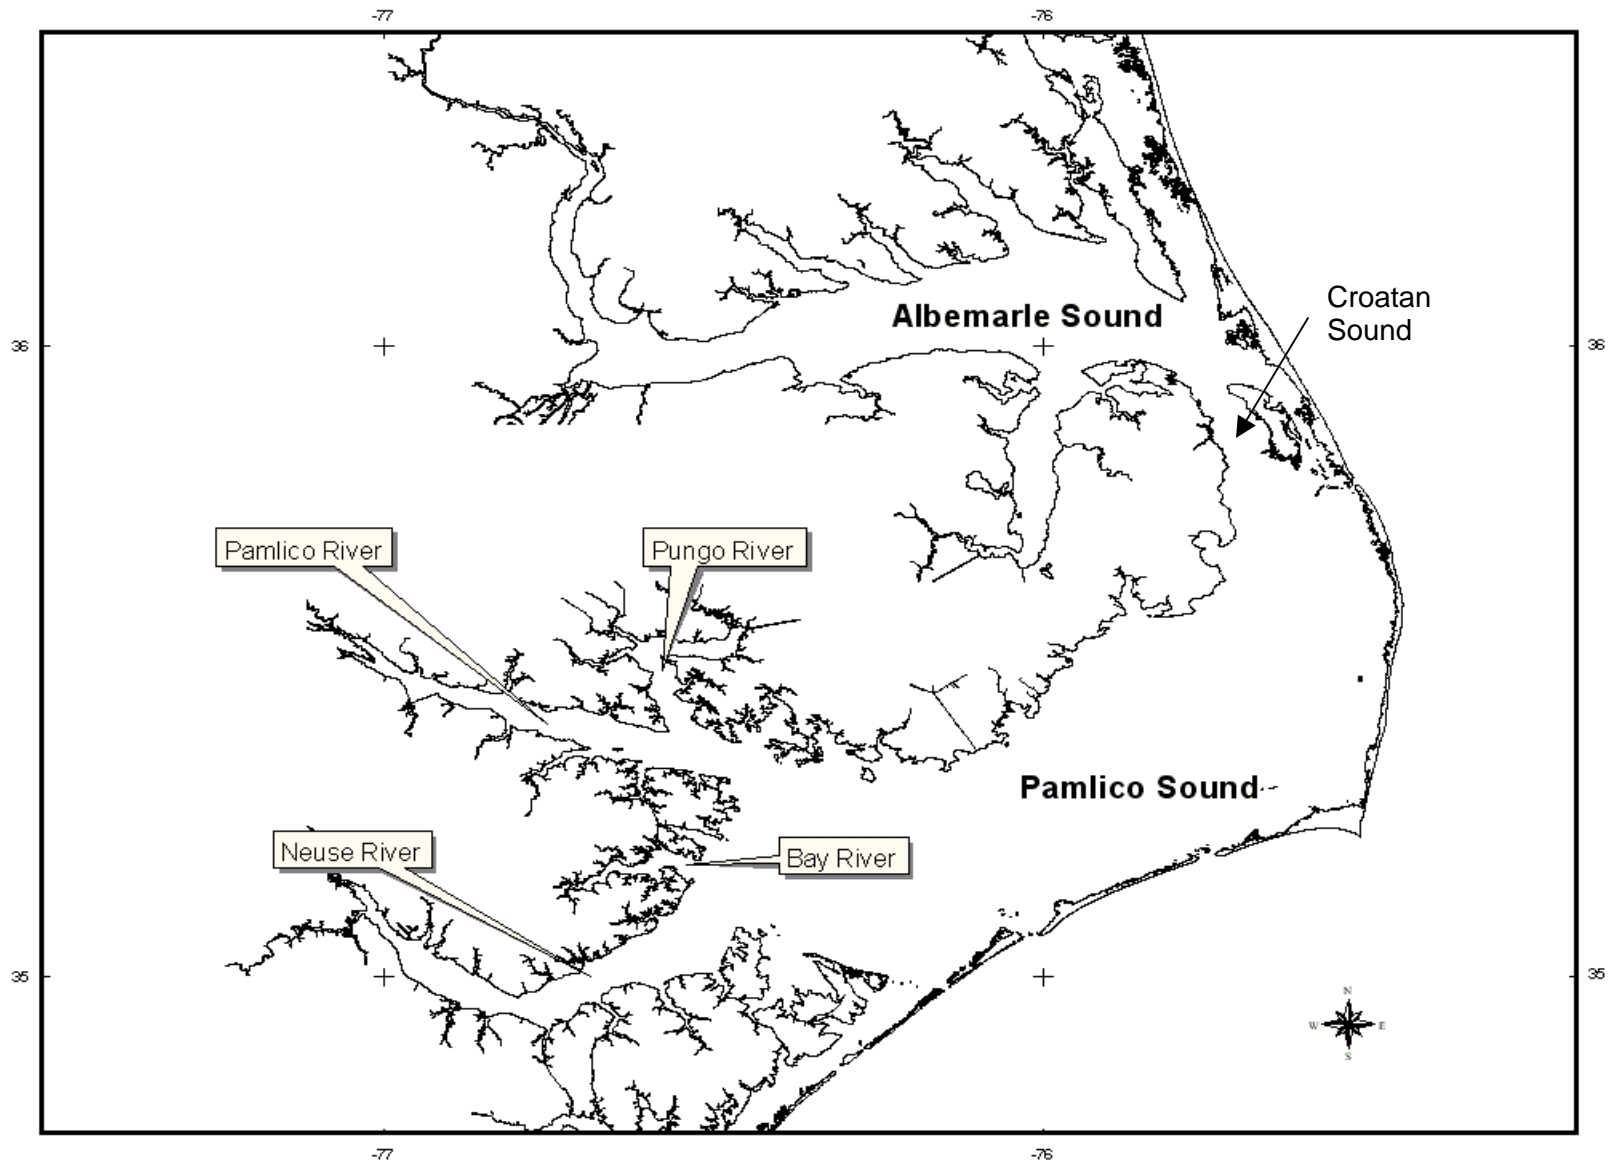 -77
-76
Croatan
Sound
Albemarle Sound
36
36
Pamlico River
Pungo River
Pamlico Sound
Neuse River
Bay River
35
35
N
W E
S
-77
-76